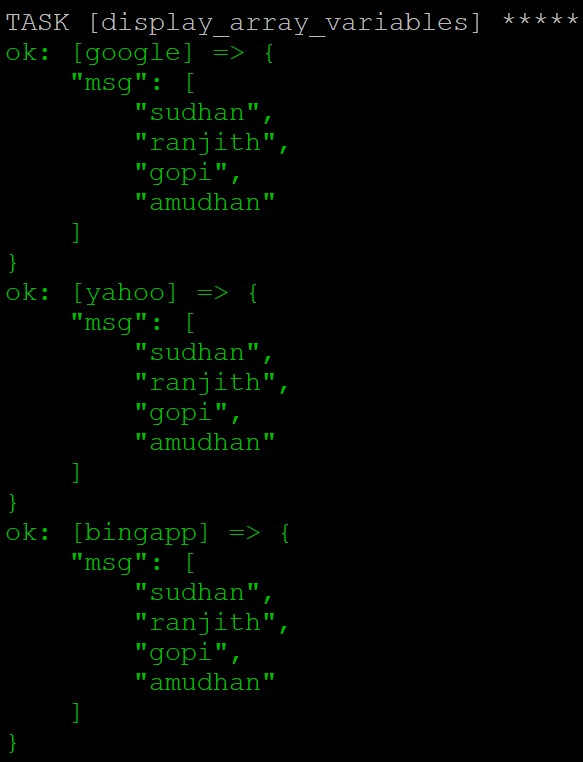 TASK [display_array_variables] *****
ok: [google] => {
    "msg": [
        "sudhan",
        "ranjith",
        "gopi",
        "amudhan"
    ]
}
ok: [yahoo] => {
    "msg": [
        "sudhan",
        "ranjith",
        "gopi",
        "amudhan"
    ]
}
ok: [bingapp] => {
    "msg": [
        "sudhan",
        "ranjith",
        "gopi",
        "amudhan"
    ]
}